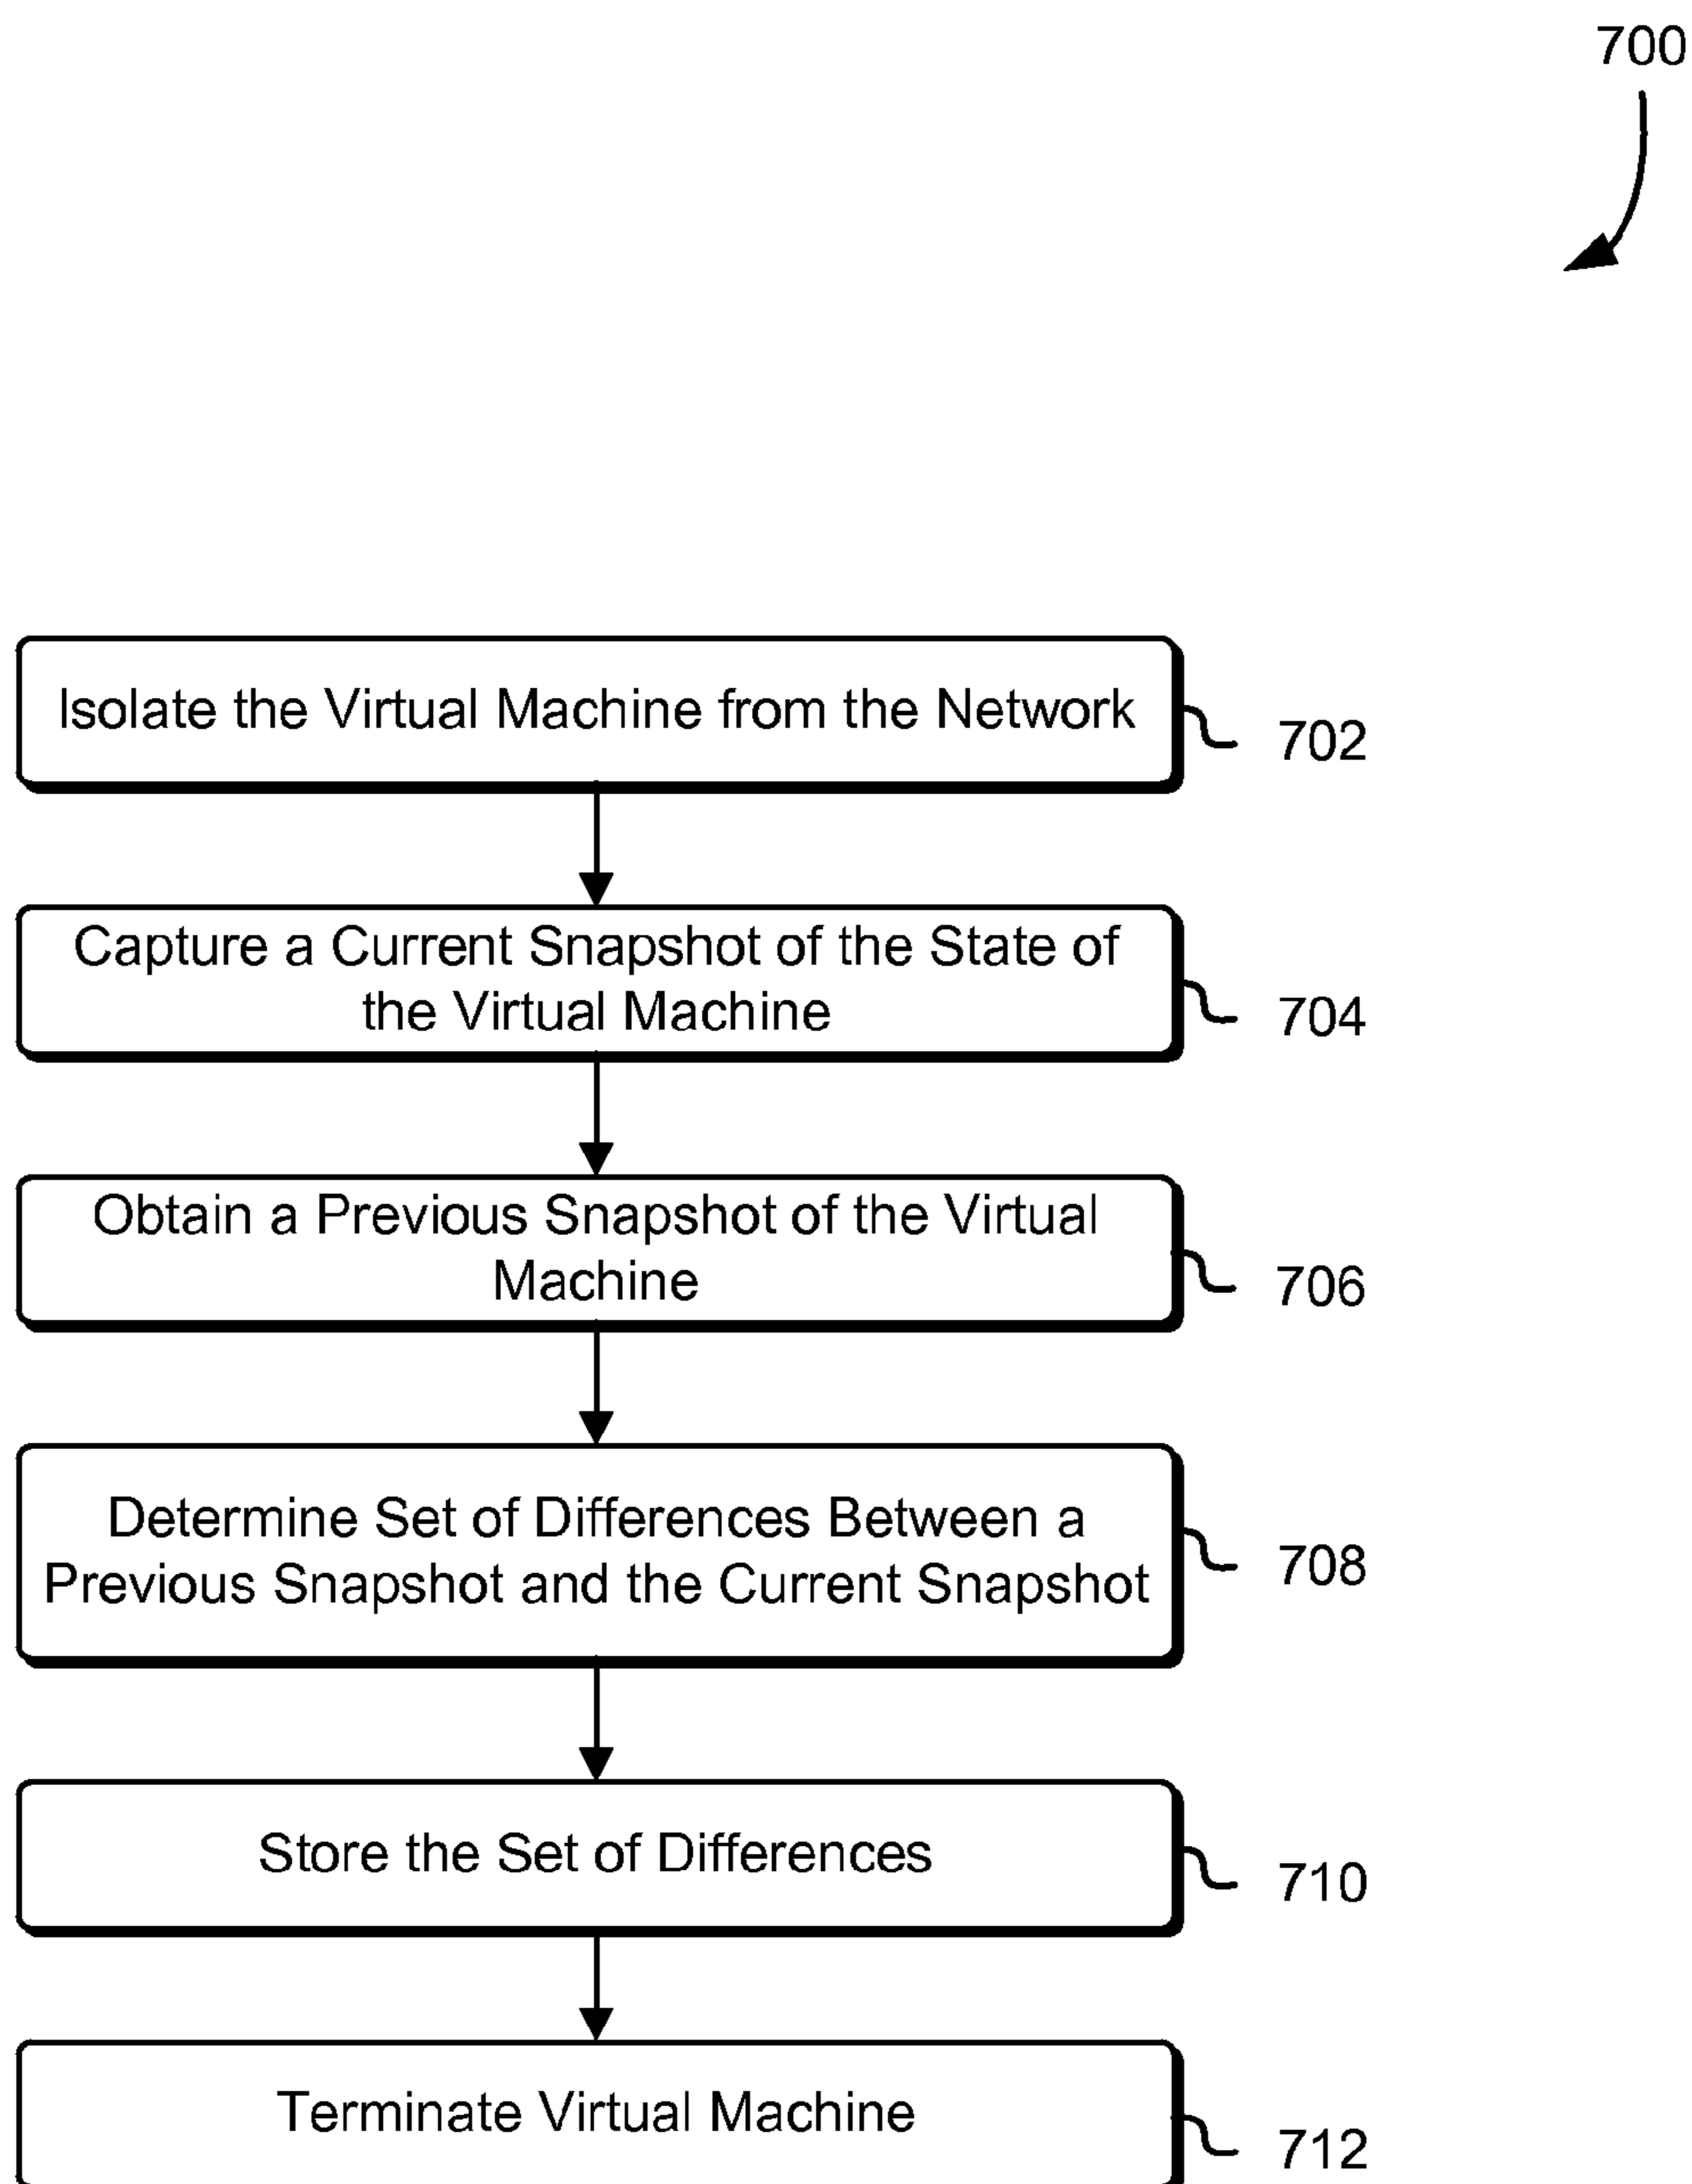 700
Isolate the Virtual Machine from the Network
702
Capture a Current Snapshot of the State of
the Virtual Machine
704
Obtain a Previous Snapshot of the Virtual
Machine
706
Determine Set of Differences Between a
Previous Snapshot and the Current Snapshot
708
Store the Set of Differences
710
Terminate Virtual Machine
712